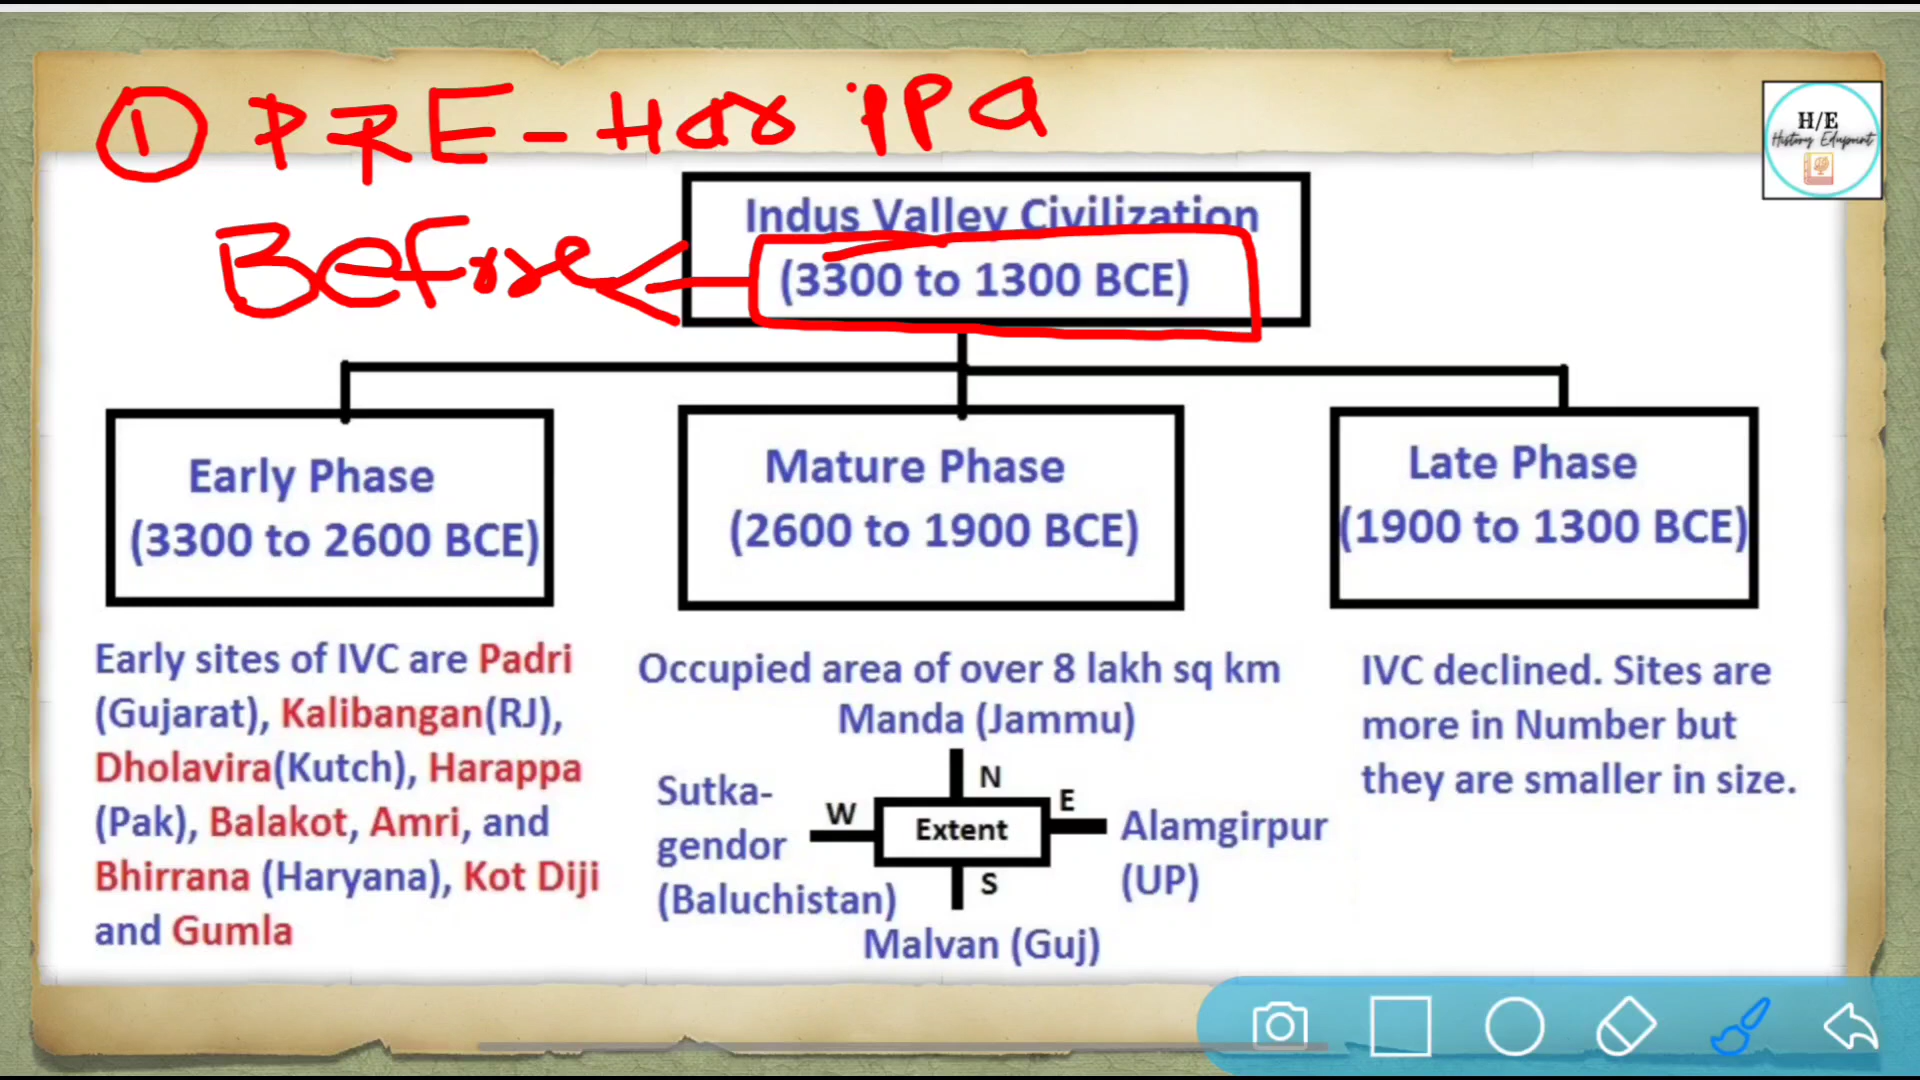 ① PRE-HarIPPa
Before
H/E
History Edupoint
Indus Valley Civilization
(3300 to 1300 BCE)
Early Phase
(3300 to 2600 BCE)
Mature Phase
(2600 to 1900 BCE)
Late Phase
(1900 to 1300 BCE)
Early sites of IVC are Padri
(Gujarat), Kalibangan(RJ),
Dholavira(Kutch), Harappa
(Pak), Balakot, Amri, and
Bhirrana (Haryana), Kot Diji
and Gumla
Occupied area of over 8 lakh sq km
Manda (Jammu)
N
Sutka-
gendor
(Baluchistan)
W
Extent
E
Alamgirpur
(UP)
S
Malvan (Guj)
IVC declined. Sites are
more in Number but
they are smaller in size.